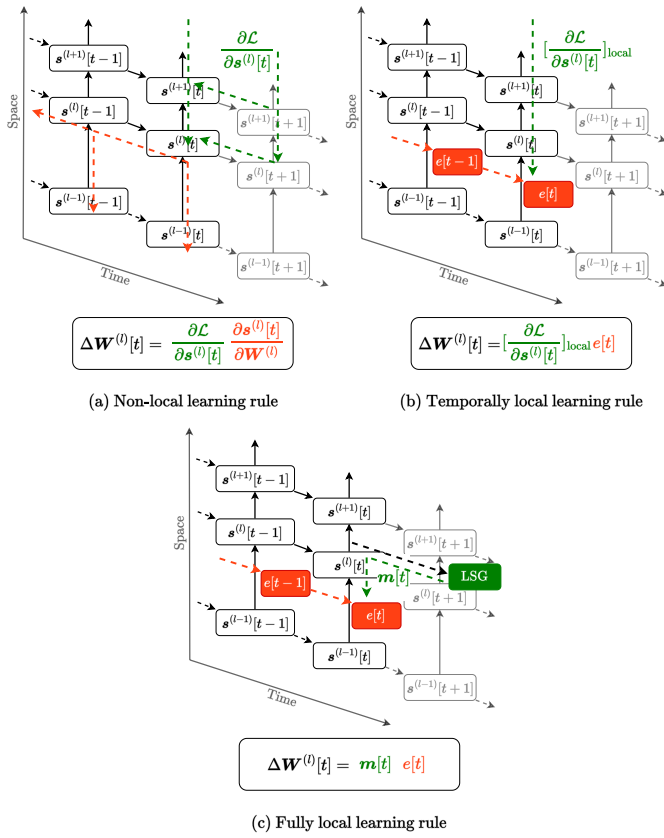 ∂ℒ/∂𝒔^(l)[t]
𝒔^(l+1)[t−1]
𝒔^(l+1)[t]
𝒔^(l+1)[t+1]
𝒔^(l)[t−1]
𝒔^(l)[t]
𝒔^(l)[t+1]
𝒔^(l−1)[t−1]
𝒔^(l−1)[t]
𝒔^(l−1)[t+1]
Space
Time
Δ𝑾^(l)[t] = ∂ℒ/∂𝒔^(l)[t] ∂𝒔^(l)[t]/∂𝑾^(l)
(a) Non-local learning rule
[∂ℒ/∂𝒔^(l)[t]]local
𝒔^(l+1)[t−1]
𝒔^(l+1)[t]
𝒔^(l+1)[t+1]
𝒔^(l)[t−1]
𝒔^(l)[t]
𝒔^(l)[t+1]
e[t−1]
e[t]
𝒔^(l−1)[t−1]
𝒔^(l−1)[t]
𝒔^(l−1)[t+1]
Space
Time
Δ𝑾^(l)[t] =[∂ℒ/∂𝒔^(l)[t]]local e[t]
(b) Temporally local learning rule
𝒔^(l+1)[t−1]
𝒔^(l+1)[t]
𝒔^(l+1)[t+1]
𝒔^(l)[t−1]
𝒔^(l)[t]
LSG
𝒎[t]
𝒔^(l)[t+1]
e[t−1]
e[t]
𝒔^(l−1)[t−1]
𝒔^(l−1)[t]
𝒔^(l−1)[t+1]
Space
Time
Δ𝑾^(l)[t] = 𝒎[t] e[t]
(c) Fully local learning rule